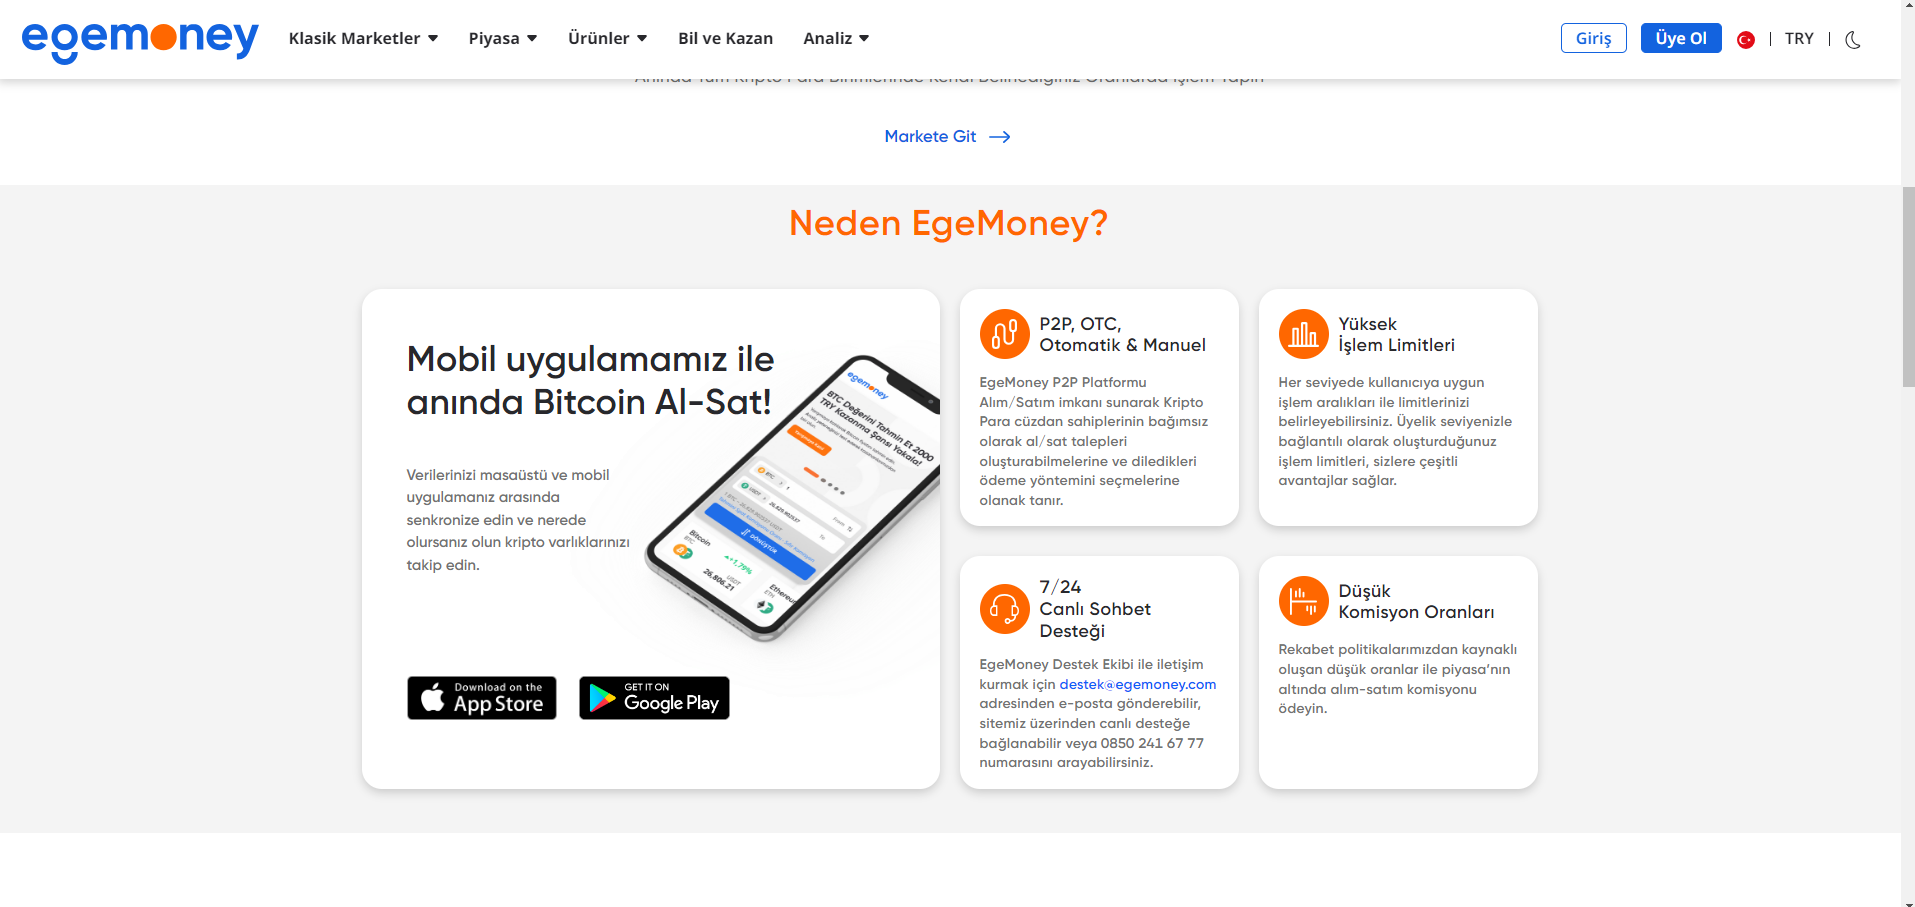 egemoney Klasik Marketler Piyasa Ürünler Bil ve Kazan Analiz Giriş Üye Ol | TRY |
Markete Git
Neden EgeMoney?
Mobil uygulamamız ile
anında Bitcoin Al-Sat!
Verilerinizi masaüstü ve mobil
uygulamanız arasında
senkronize edin ve nerede
olursanız olun kripto varlıklarınızı
takip edin.
egemoney
BTC Değerini Tahmin Et 2000
TRY Kazanma Şansı Yakala!
BTC
USDT
DÖNÜŞTÜR
Bitcoin
BTC
+1,79%
USDT
26,806.21
Ethereum
ETH
Download on the
App Store
GET IT ON
Google Play
P2P, OTC,
Otomatik & Manuel
EgeMoney P2P Platformu
Alım/Satım imkanı sunarak Kripto
Para cüzdan sahiplerinin bağımsız
olarak al/sat talepleri
oluşturabilmelerine ve diledikleri
ödeme yöntemini seçmelerine
olanak tanır.
Yüksek
İşlem Limitleri
Her seviyede kullanıcıya uygun
işlem aralıkları ile limitlerinizi
belirleyebilirsiniz. Üyelik seviyenizle
bağlantılı olarak oluşturduğunuz
işlem limitleri, sizlere çeşitli
avantajlar sağlar.
7/24
Canlı Sohbet
Desteği
EgeMoney Destek Ekibi ile iletişim
kurmak için destek@egemoney.com
adresinden e-posta gönderebilir,
sitemiz üzerinden canlı desteğe
bağlanabilir veya 0850 241 67 77
numarasını arayabilirsiniz.
Düşük
Komisyon Oranları
Rekabet politikalarımızdan kaynaklı
oluşan düşük oranlar ile piyasa’nın
altında alım-satım komisyonu
ödeyin.